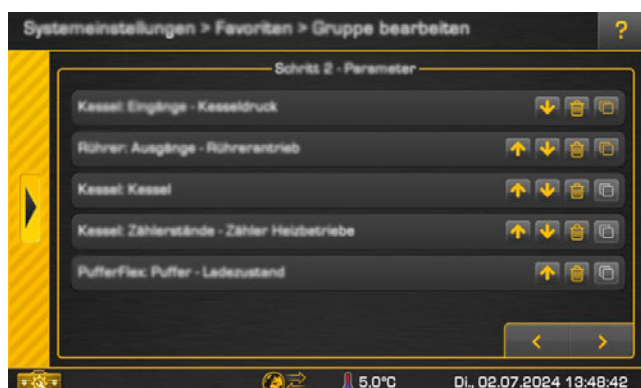 Systemeinstellungen > Favoriten > Gruppe bearbeiten
?
Schritt 2 - Parameter
Kessel: Eingänge - Kesseldruck
Rührer: Ausgänge - Rührerantrieb
Kessel: Kessel
Kessel: Zählerstände - Zähler Heizbetriebe
PufferFlex: Puffer - Ladezustand
5,0°C
Di., 02.07.2024 13:48:42